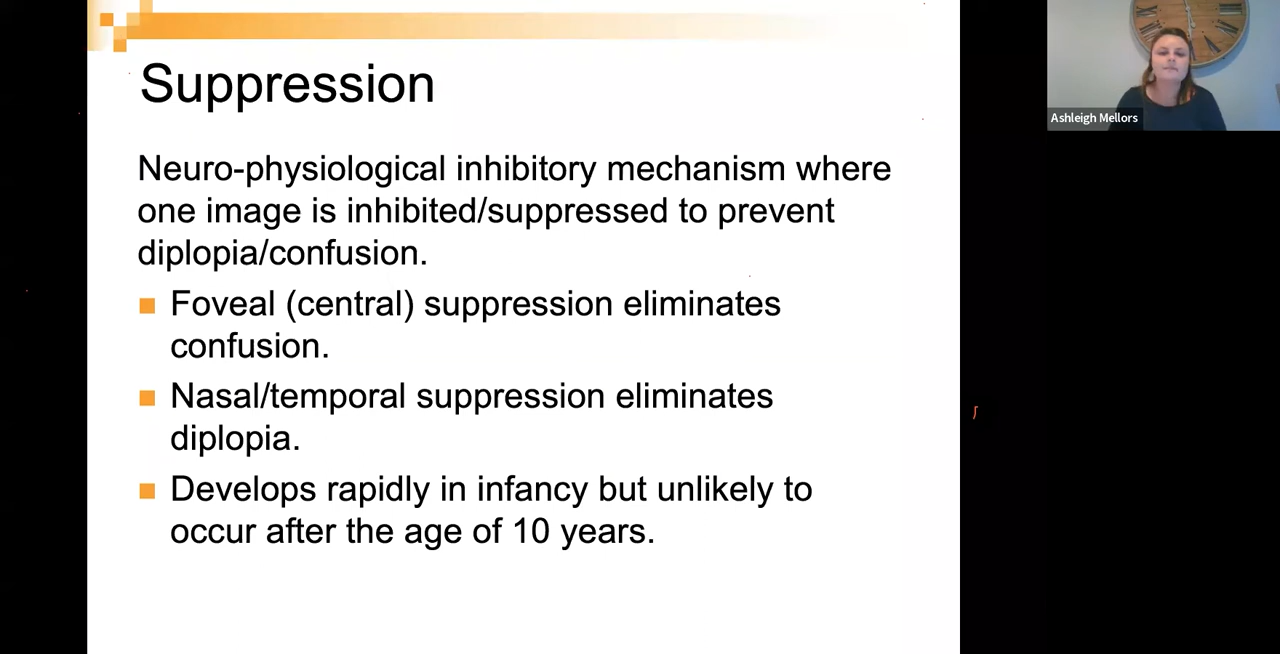 Suppression
Neuro-physiological inhibitory mechanism where
one image is inhibited/suppressed to prevent
diplopia/confusion.
Foveal (central) suppression eliminates
confusion.
Nasal/temporal suppression eliminates
diplopia.
Develops rapidly in infancy but unlikely to
occur after the age of 10 years.
Ashleigh Mellors